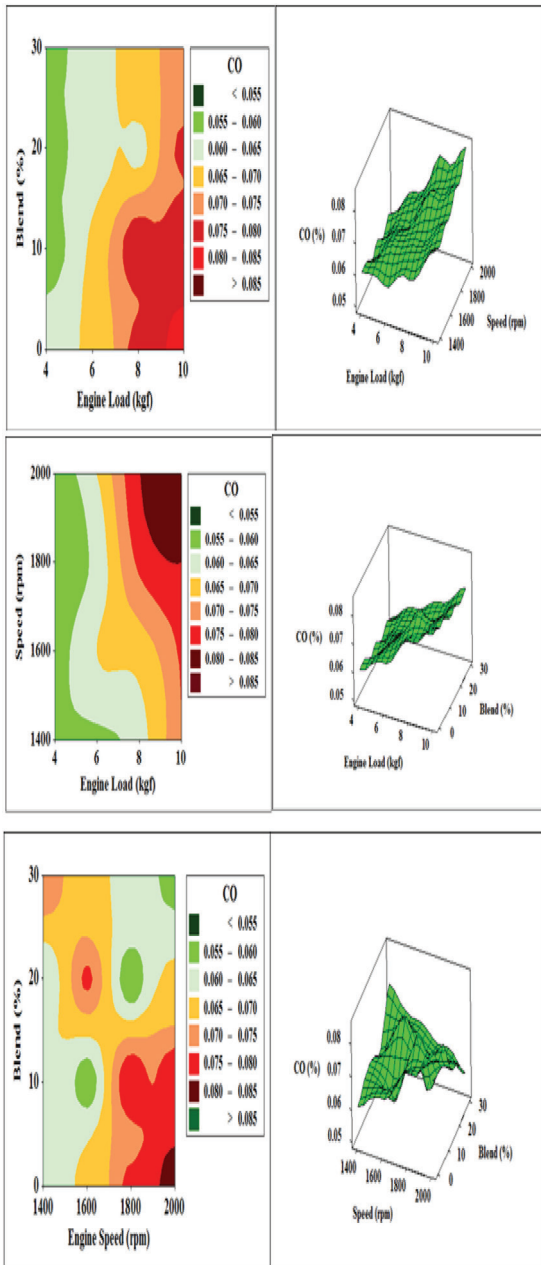 CO
< 0.055
0.055 – 0.060
0.060 – 0.065
0.065 – 0.070
0.070 – 0.075
0.075 – 0.080
0.080 – 0.085
> 0.085
Blend (%)
30
20
10
0
4 6 8 10
Engine Load (kgf)
CO (%)
0.08
0.07
0.06
0.05
4 6 8 10
Engine Load (kgf)
2000
1800
1600
1400
Speed (rpm)
CO
< 0.055
0.055 – 0.060
0.060 – 0.065
0.065 – 0.070
0.070 – 0.075
0.075 – 0.080
0.080 – 0.085
> 0.085
Speed (rpm)
2000
1800
1600
1400
4 6 8 10
Engine Load (kgf)
CO (%)
0.08
0.07
0.06
0.05
4 6 8 10
Engine Load (kgf)
30
20
10
0
Blend (%)
CO
< 0.055
0.055 – 0.060
0.060 – 0.065
0.065 – 0.070
0.070 – 0.075
0.075 – 0.080
0.080 – 0.085
> 0.085
Blend (%)
30
20
10
0
1400 1600 1800 2000
Engine Speed (rpm)
CO (%)
0.08
0.07
0.06
0.05
1400 1600 1800 2000
Speed (rpm)
30
20
10
0
Blend (%)